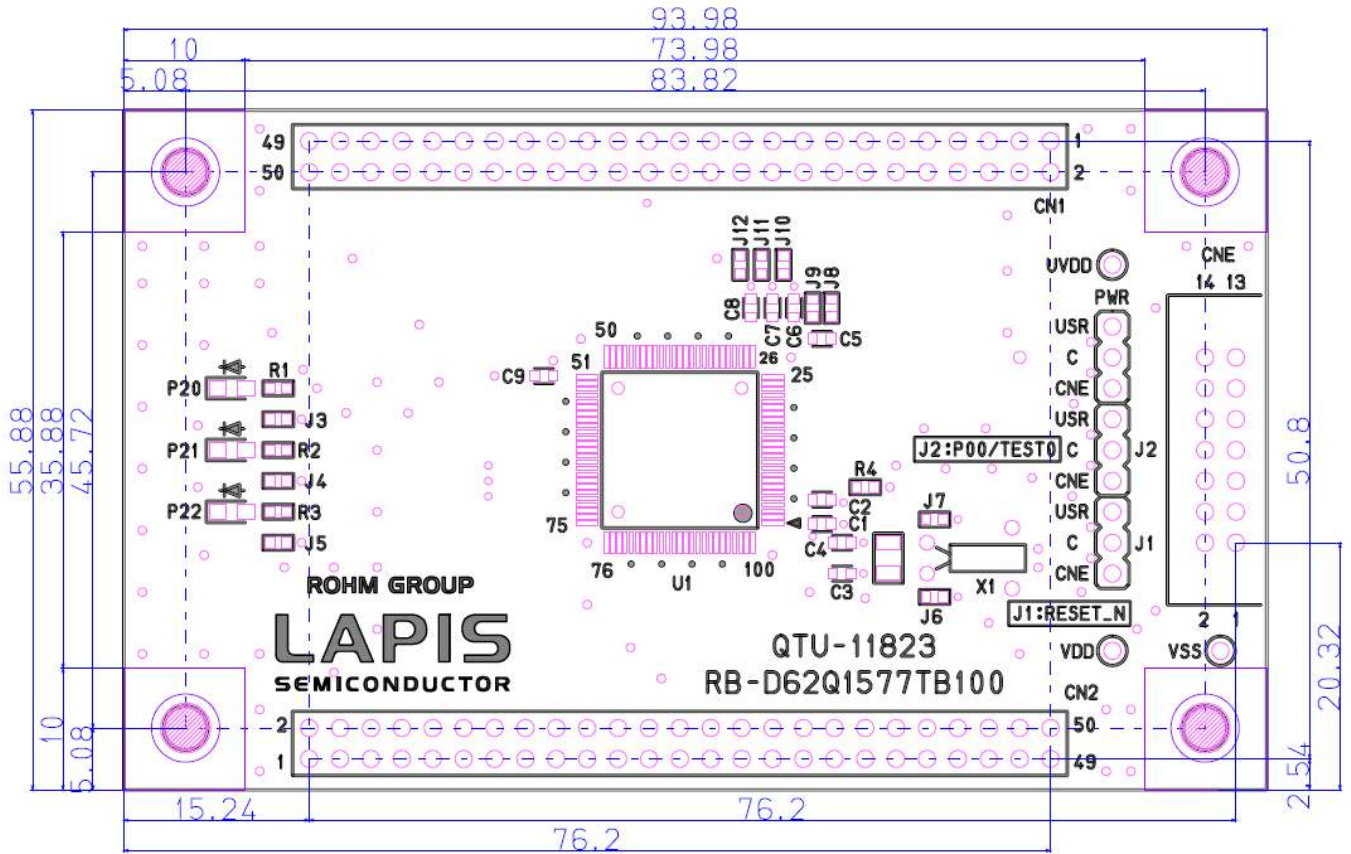 93.98
10
73.98
5.08
83.82
49
1
50
2
CN1
J12
J11
J10
UVDD
CNE
14 13
J9
J8
PWR
C8
C7
C6
C5
USR
50
26
C
51
25
C9
CNE
P20
R1
USR
J3
P21
R2
J2:P00/TEST0
C
J2
J4
R4
CNE
P22
R3
C2
J7
USR
75
C1
J5
C4
C
J1
76
100
U1
C3
X1
CNE
ROHM GROUP
J6
J1:RESET_N
2 1
LAPIS
SEMICONDUCTOR
QTU-11823
VDD
VSS
RB-D62Q1577TB100
CN2
2
50
1
49
55.88
35.88
45.72
10
5.08
50.8
20.32
2.54
15.24
76.2
76.2